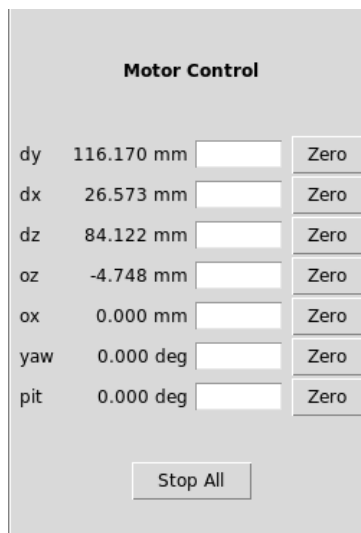 Motor Control
dy 116.170 mm Zero
dx 26.573 mm Zero
dz 84.122 mm Zero
oz -4.748 mm Zero
ox 0.000 mm Zero
yaw 0.000 deg Zero
pit 0.000 deg Zero
Stop All